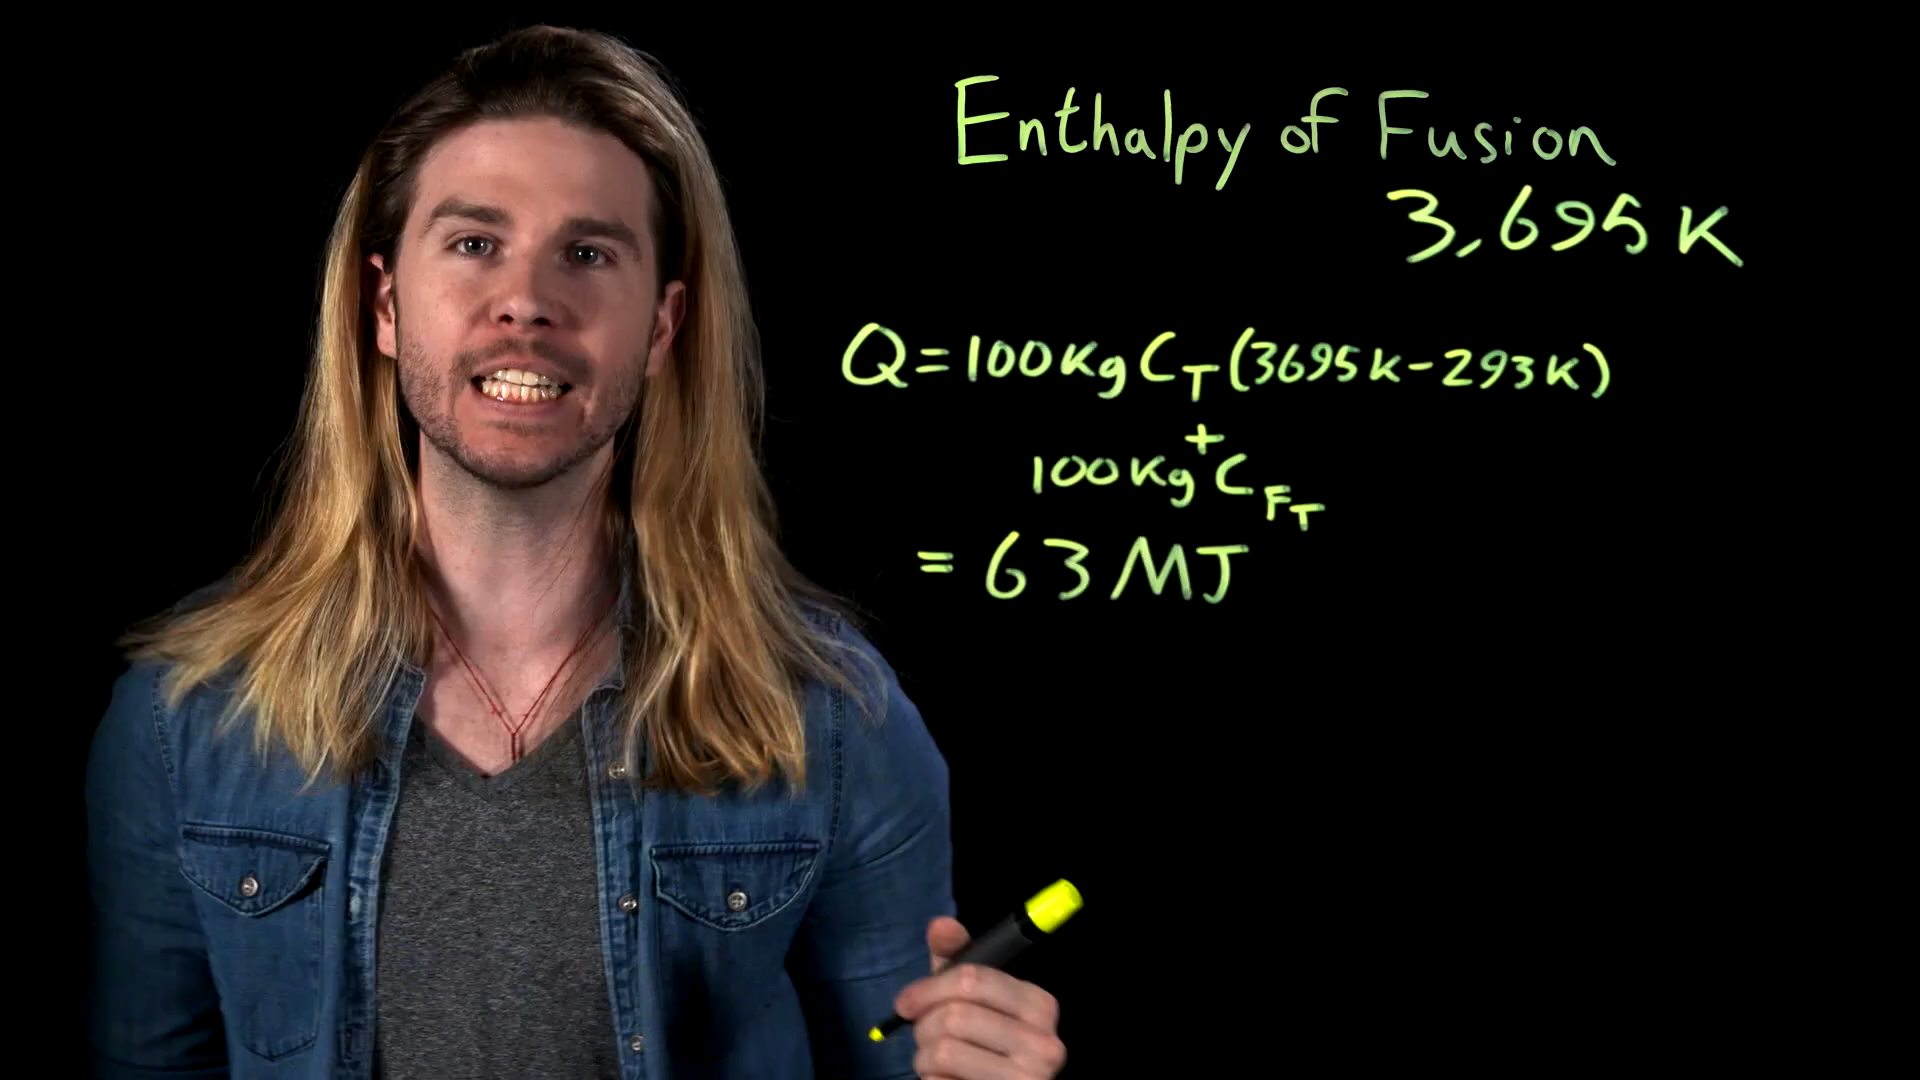 Enthalpy of Fusion
3,695 K
Q = 100Kg C_T (3695K - 293K)
+
100Kg C_F_T
= 63 MJ